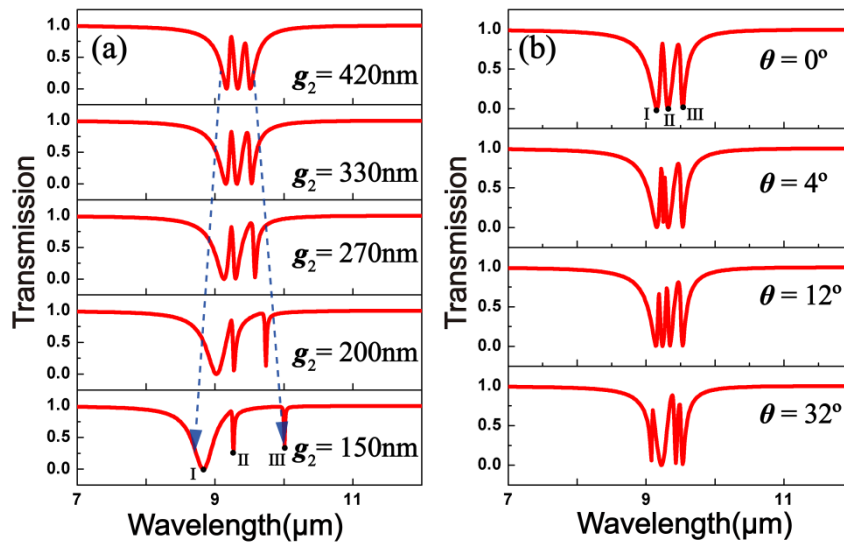 (a)
Transmission
1.0
0.5
0.0
g2 = 420nm
1.0
0.5
0.0
g2 = 330nm
1.0
0.5
0.0
g2 = 270nm
1.0
0.5
0.0
g2 = 200nm
1.0
0.5
0.0
I
II
III
g2 = 150nm
7
9
11
Wavelength(μm)
(b)
Transmission
1.0
0.5
0.0
I
II
III
θ = 0º
1.0
0.5
0.0
θ = 4º
1.0
0.5
0.0
θ = 12º
1.0
0.5
0.0
θ = 32º
7
9
11
Wavelength(μm)